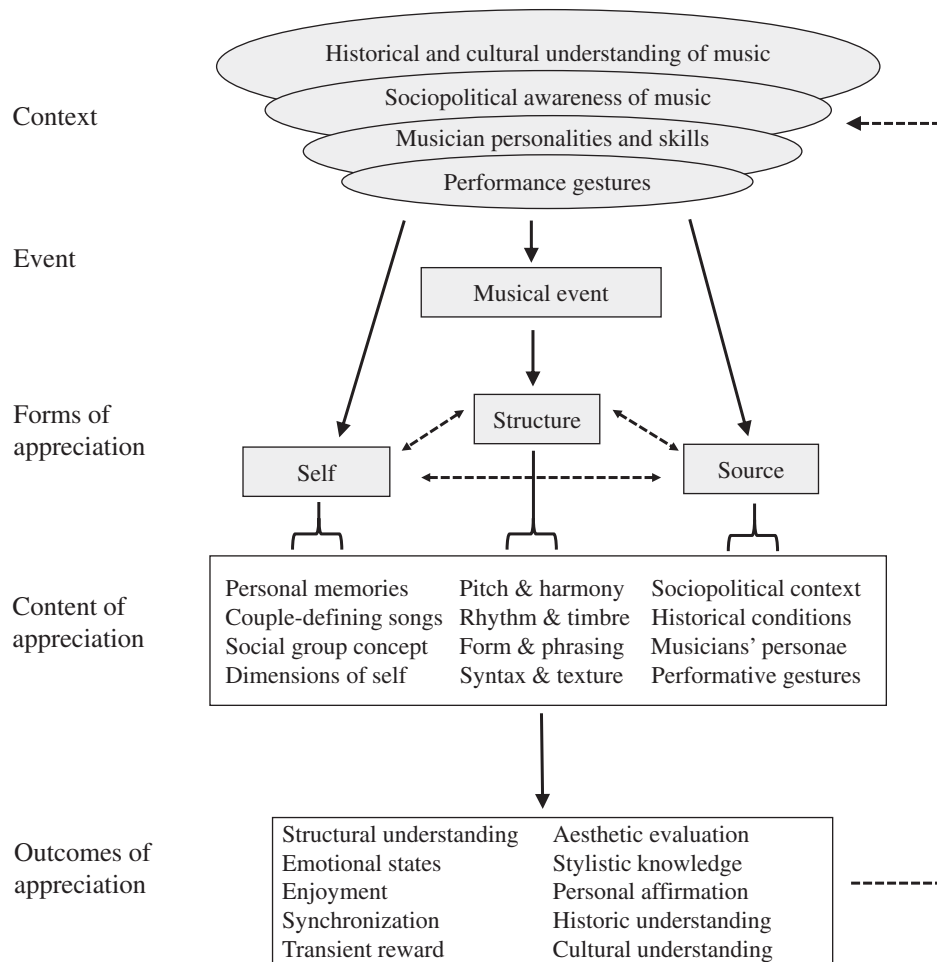 Historical and cultural understanding of music
Context
Sociopolitical awareness of music
Musician personalities and skills
Performance gestures
Event
Musical event
Forms of
appreciation
Structure
Self
Source
Content of
appreciation
Personal memories
Couple-defining songs
Social group concept
Dimensions of self
Pitch & harmony
Rhythm & timbre
Form & phrasing
Syntax & texture
Sociopolitical context
Historical conditions
Musicians’ personae
Performative gestures
Outcomes of
appreciation
Structural understanding
Emotional states
Enjoyment
Synchronization
Transient reward
Aesthetic evaluation
Stylistic knowledge
Personal affirmation
Historic understanding
Cultural understanding